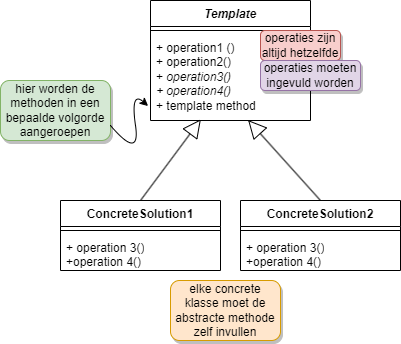 Template
+ operation1 ()
+ operation2()
+ operation3()
+ operation4()
+ template method
operaties zijn
altijd hetzelfde
operaties moeten
ingevuld worden
hier worden de
methoden in een
bepaalde volgorde
aangeroepen
ConcreteSolution1
+ operation 3()
+operation 4()
ConcreteSolution2
+ operation 3()
+operation 4()
elke concrete
klasse moet de
abstracte methode
zelf invullen